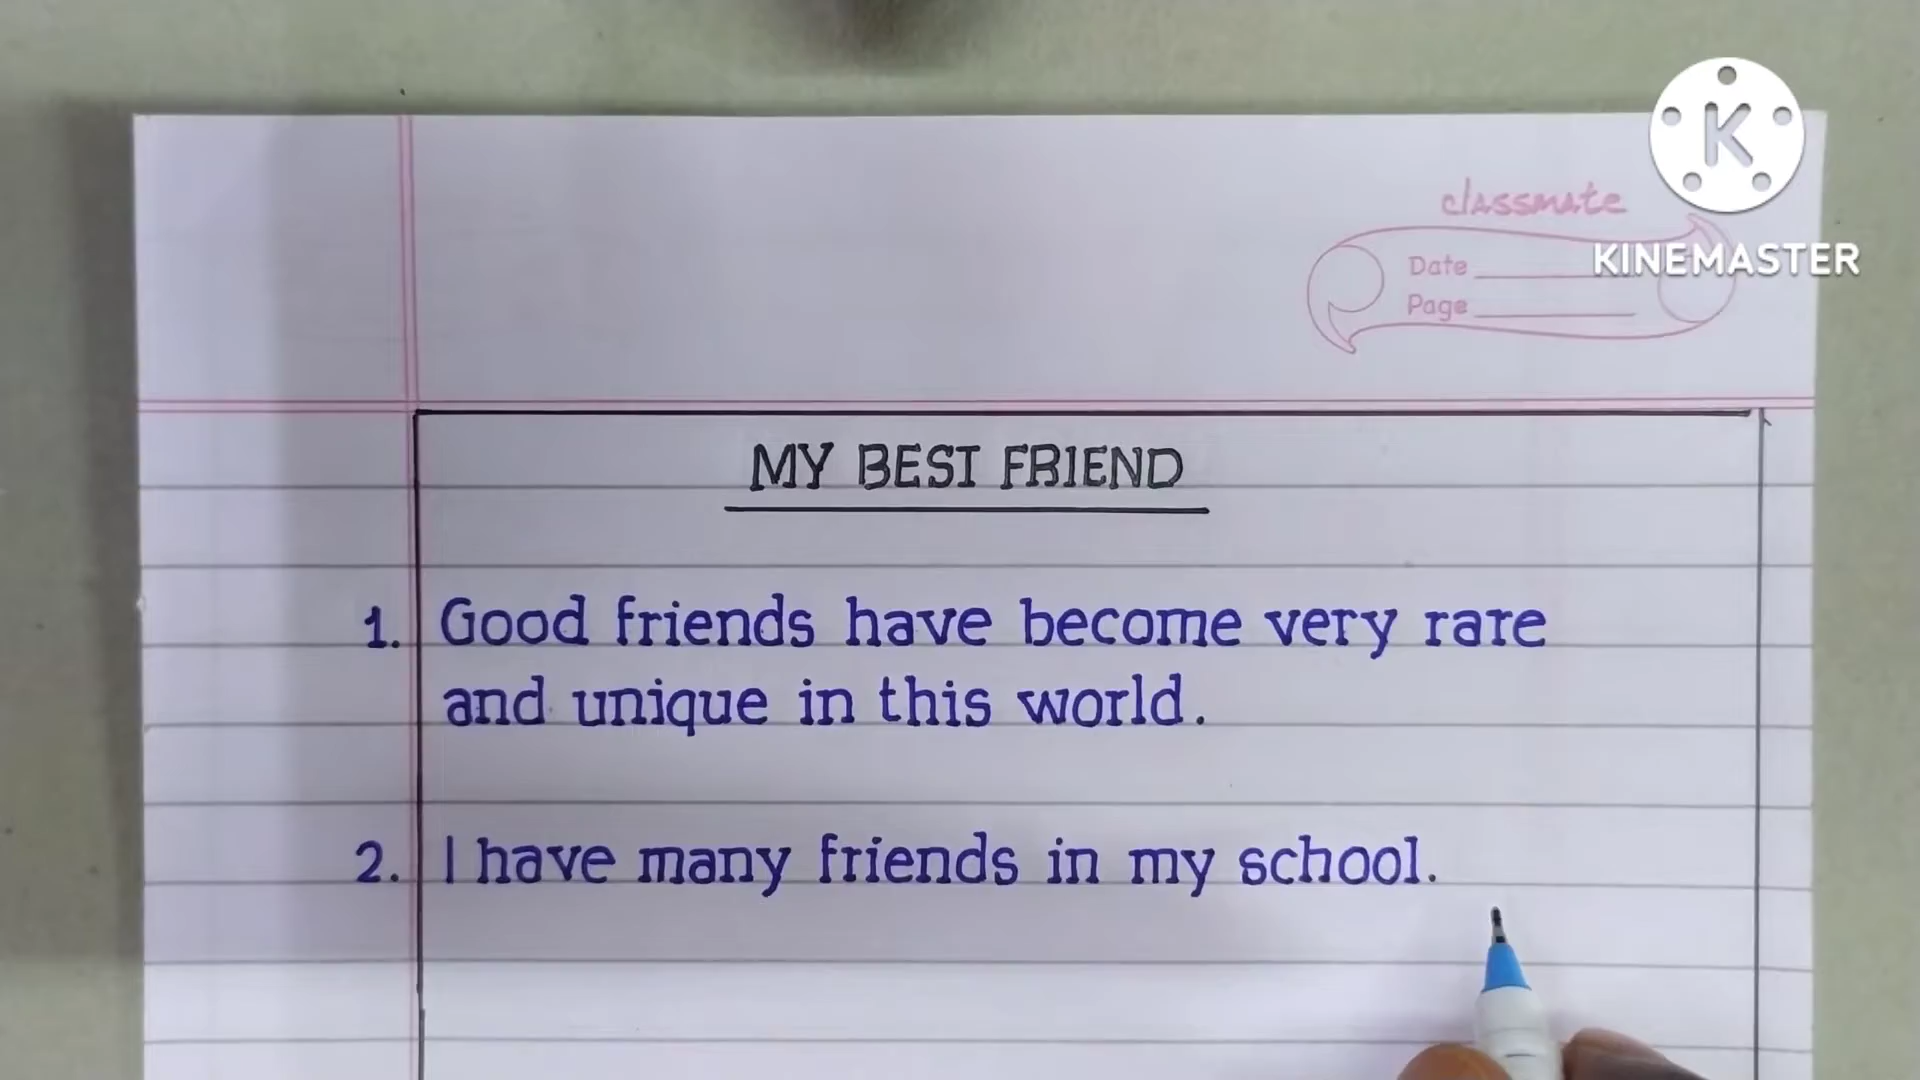 classmate
Date
Page
KINEMASTER
MY BEST FRIEND
1. Good friends have become very rare
and unique in this world.
2. I have many friends in my school.